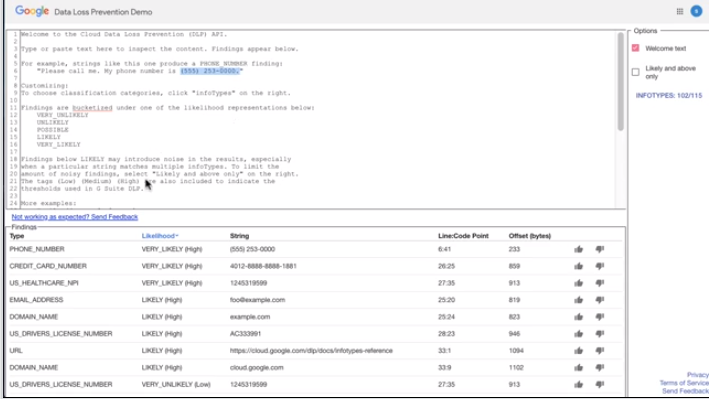 Google Data Loss Prevention Demo
1 Welcome to the Cloud Data Loss Prevention (DLP) API.
2
3 Type or paste text here to inspect the content. Findings appear below.
4
5 For example, strings like this one produce a PHONE_NUMBER finding:
6 "Please call me. My phone number is (555) 253-0000."
7
8 Customizing:
9 To choose classification categories, click "infoTypes" on the right.
10
11 Findings are bucketized under one of the likelihood representations below:
12 VERY_UNLIKELY
13 UNLIKELY
14 POSSIBLE
15 LIKELY
16 VERY_LIKELY
17
18 Findings below LIKELY may introduce noise in the results, especially
19 when a particular string matches multiple infoTypes. To limit the
20 amount of noisy findings, select "Likely and above only" on the right.
21 The tags (Low) (Medium) (High) are also included to indicate the
22 thresholds used in G Suite DLP.
23
24 More examples:
Options
Welcome text
Likely and above
only
INFOTYPES: 102/115
Not working as expected? Send Feedback
Findings
Type Likelihood String Line:Code Point Offset (bytes)
PHONE_NUMBER VERY_LIKELY (High) (555) 253-0000 6:41 233
CREDIT_CARD_NUMBER VERY_LIKELY (High) 4012-8888-8888-1881 26:25 859
US_HEALTHCARE_NPI VERY_LIKELY (High) 1245319599 27:35 913
EMAIL_ADDRESS LIKELY (High) foo@example.com 25:20 819
DOMAIN_NAME LIKELY (High) example.com 25:24 823
US_DRIVERS_LICENSE_NUMBER LIKELY (High) AC333991 28:23 946
URL LIKELY (High) https://cloud.google.com/dlp/docs/infotypes-reference 33:1 1094
DOMAIN_NAME LIKELY (High) cloud.google.com 33:9 1102
US_DRIVERS_LICENSE_NUMBER VERY_UNLIKELY (Low) 1245319599 27:35 913
Privacy
Terms of Service
Send Feedback